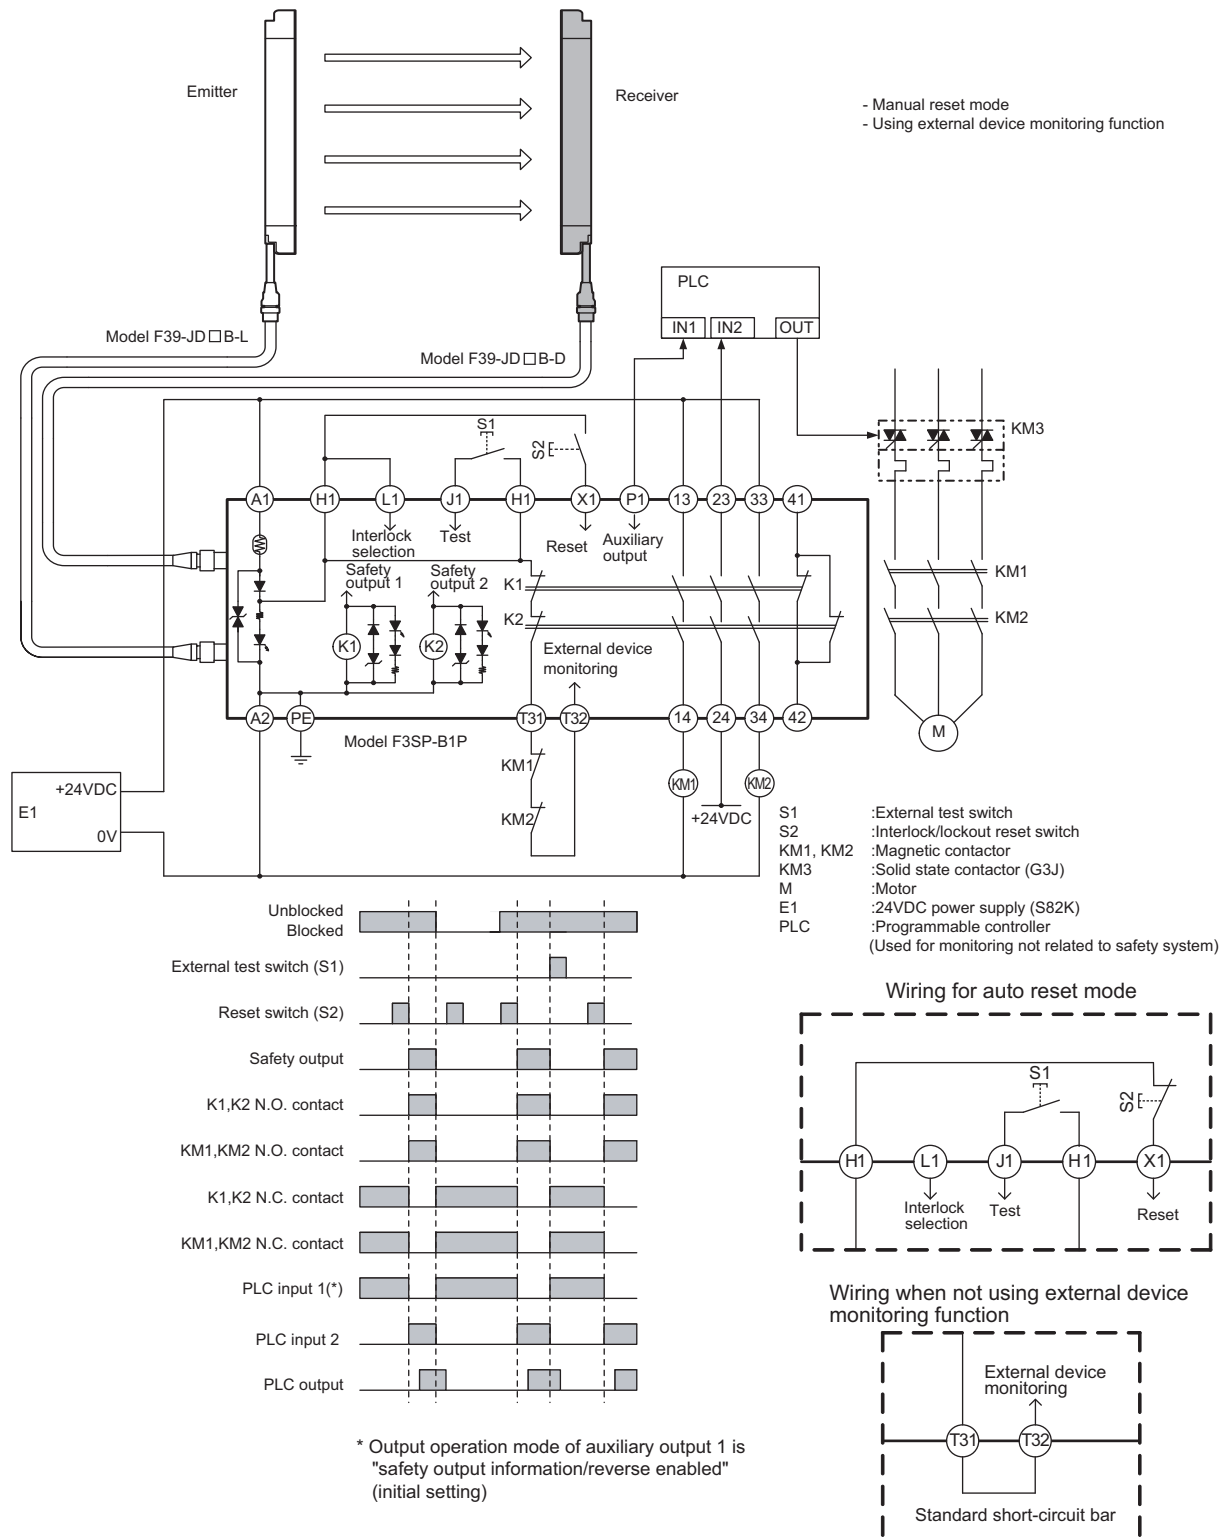 Emitter
Receiver
- Manual reset mode
- Using external device monitoring function
PLC
IN1 IN2 OUT
Model F39-JD□B-L
Model F39-JD□B-D
KM3
S1
S2
A1 H1 L1 J1 H1 X1 P1 13 23 33 41
Interlock
selection
Test
Reset
Auxiliary
output
Safety
output 1
Safety
output 2
K1
K2
K1
K2
External device
monitoring
KM1
KM2
M
A2 PE T31 T32 14 24 34 42
Model F3SP-B1P
KM1
KM2
KM1
KM2
+24VDC
E1
+24VDC
0V
S1 :External test switch
S2 :Interlock/lockout reset switch
KM1, KM2 :Magnetic contactor
KM3 :Solid state contactor (G3J)
M :Motor
E1 :24VDC power supply (S82K)
PLC :Programmable controller
(Used for monitoring not related to safety system)
Unblocked
Blocked
External test switch (S1)
Reset switch (S2)
Safety output
K1,K2 N.O. contact
KM1,KM2 N.O. contact
K1,K2 N.C. contact
KM1,KM2 N.C. contact
PLC input 1(*)
PLC input 2
PLC output
* Output operation mode of auxiliary output 1 is
"safety output information/reverse enabled"
(initial setting)
Wiring for auto reset mode
S1
S2
H1 L1 J1 H1 X1
Interlock
selection
Test
Reset
Wiring when not using external device
monitoring function
External device
monitoring
T31 T32
Standard short-circuit bar